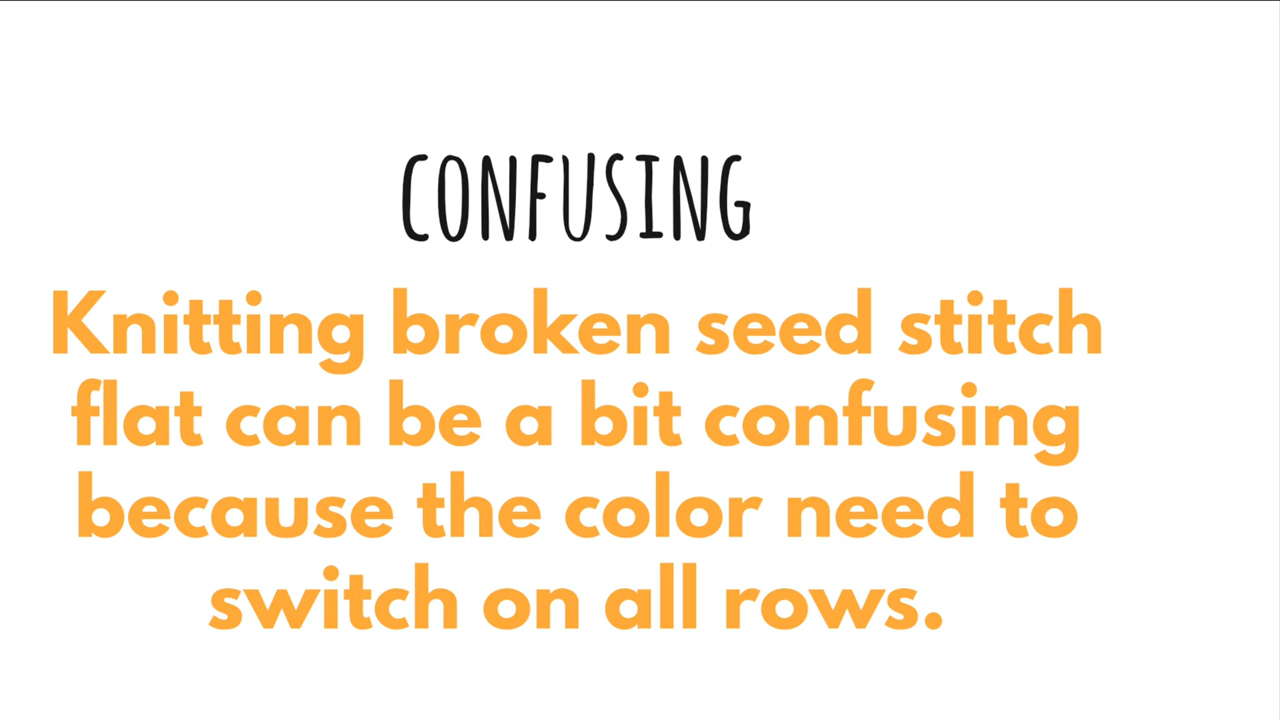 CONFUSING
Knitting broken seed stitch
flat can be a bit confusing
because the color need to
switch on all rows.